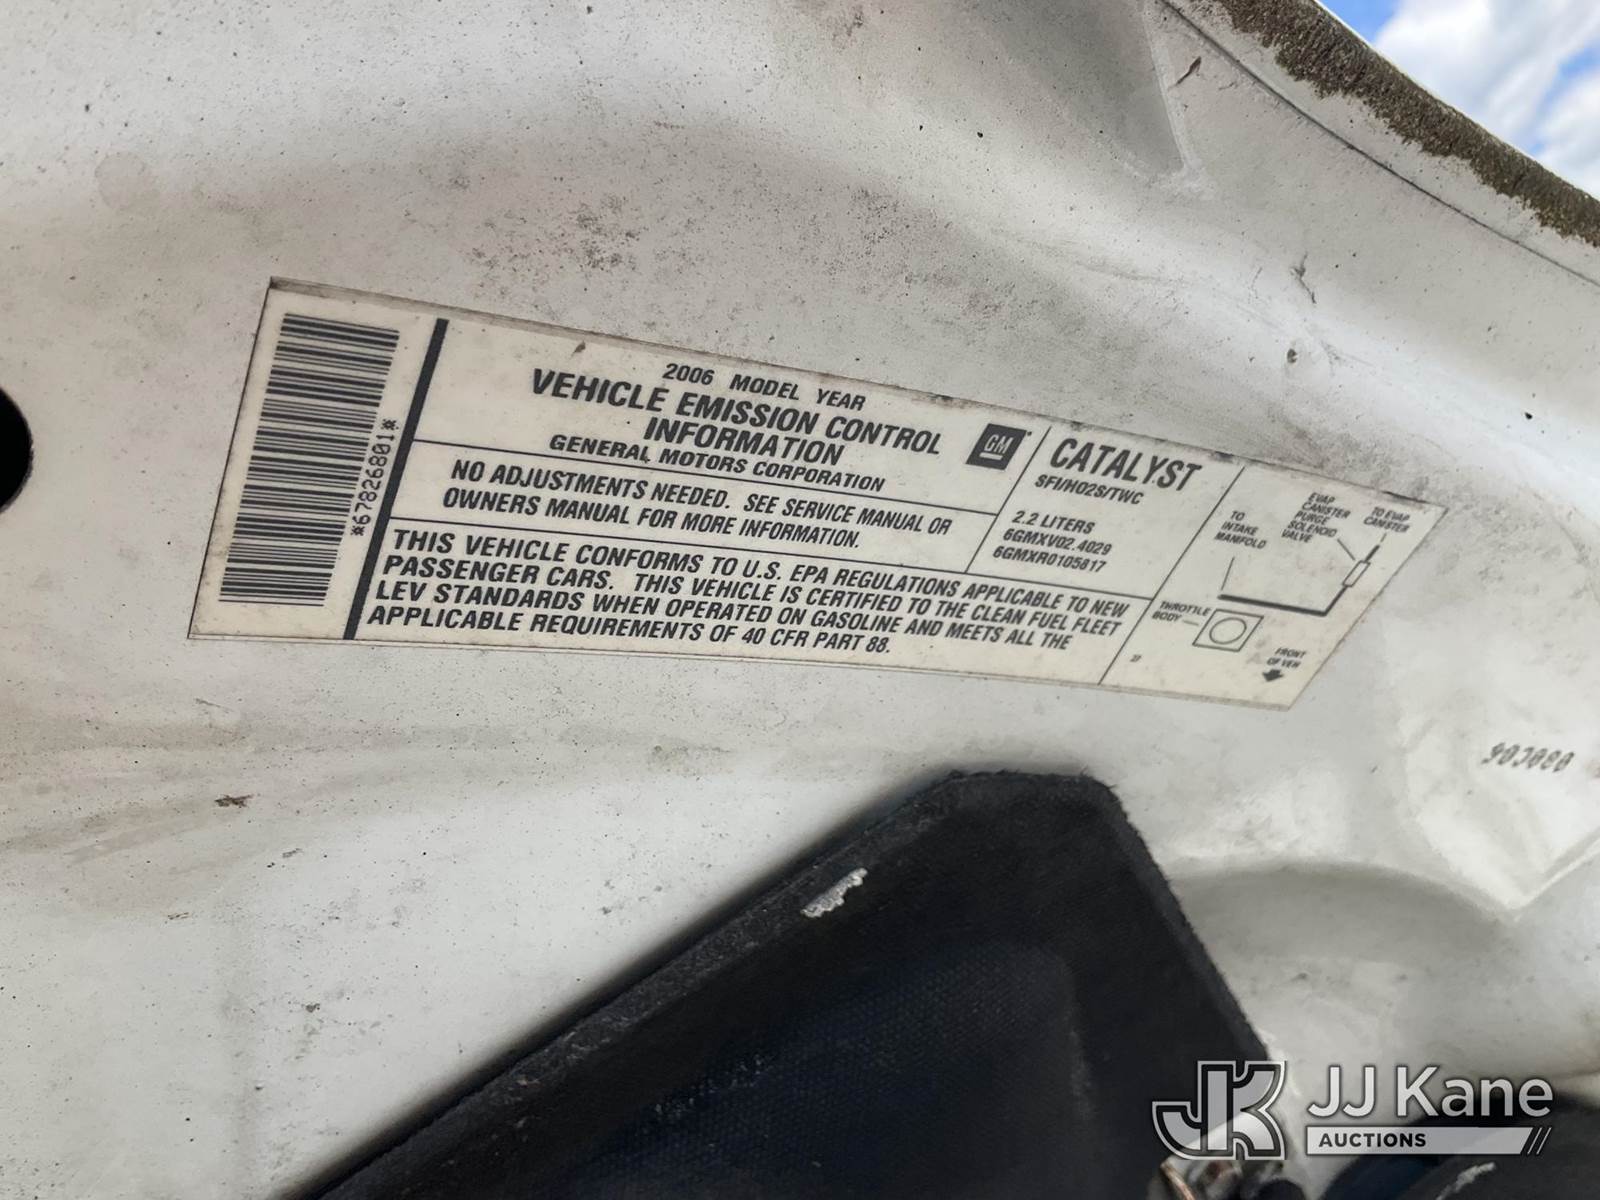 *67826801*
2006 MODEL YEAR
VEHICLE EMISSION CONTROL
INFORMATION
GENERAL MOTORS CORPORATION
GM
NO ADJUSTMENTS NEEDED. SEE SERVICE MANUAL OR
OWNERS MANUAL FOR MORE INFORMATION.
THIS VEHICLE CONFORMS TO U.S. EPA REGULATIONS APPLICABLE TO NEW
PASSENGER CARS. THIS VEHICLE IS CERTIFIED TO THE CLEAN FUEL FLEET
LEV STANDARDS WHEN OPERATED ON GASOLINE AND MEETS ALL THE
APPLICABLE REQUIREMENTS OF 40 CFR PART 88.
CATALYST
SFI/HO2S/TWC
2.2 LITERS
6GMXV02.4029
6GMXR0105817
TO
INTAKE
MANIFOLD
EVAP
CANISTER
PURGE
SOLENOID
VALVE
TO EVAP
CANISTER
THROTTLE
BODY
FRONT
OF VEH
JK
JJ Kane
AUCTIONS